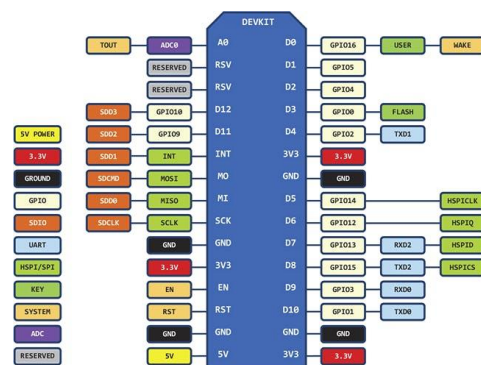 DEVKIT
TOUT ADC0 A0 D0 GPIO16 USER WAKE
RESERVED RSV D1 GPIO5
RESERVED RSV D2 GPIO4
SDD3 GPIO10 D12 D3 GPIO0 FLASH
5V POWER SDD2 GPIO9 D11 D4 GPIO2 TXD1
3.3V SDD1 INT INT 3V3 3.3V
GROUND SDCMD MOSI MO GND GND
GPIO SDD0 MISO MI D5 GPIO14 HSPICLK
SDIO SDCLK SCLK SCK D6 GPIO12 HSPIQ
UART GND GND D7 GPIO13 RXD2 HSPID
HSPI/SPI 3.3V 3V3 D8 GPIO15 TXD2 HSPICS
KEY EN EN D9 GPIO3 RXD0
SYSTEM RST RST D10 GPIO1 TXD0
ADC GND GND GND GND
RESERVED 5V 5V 3V3 3.3V